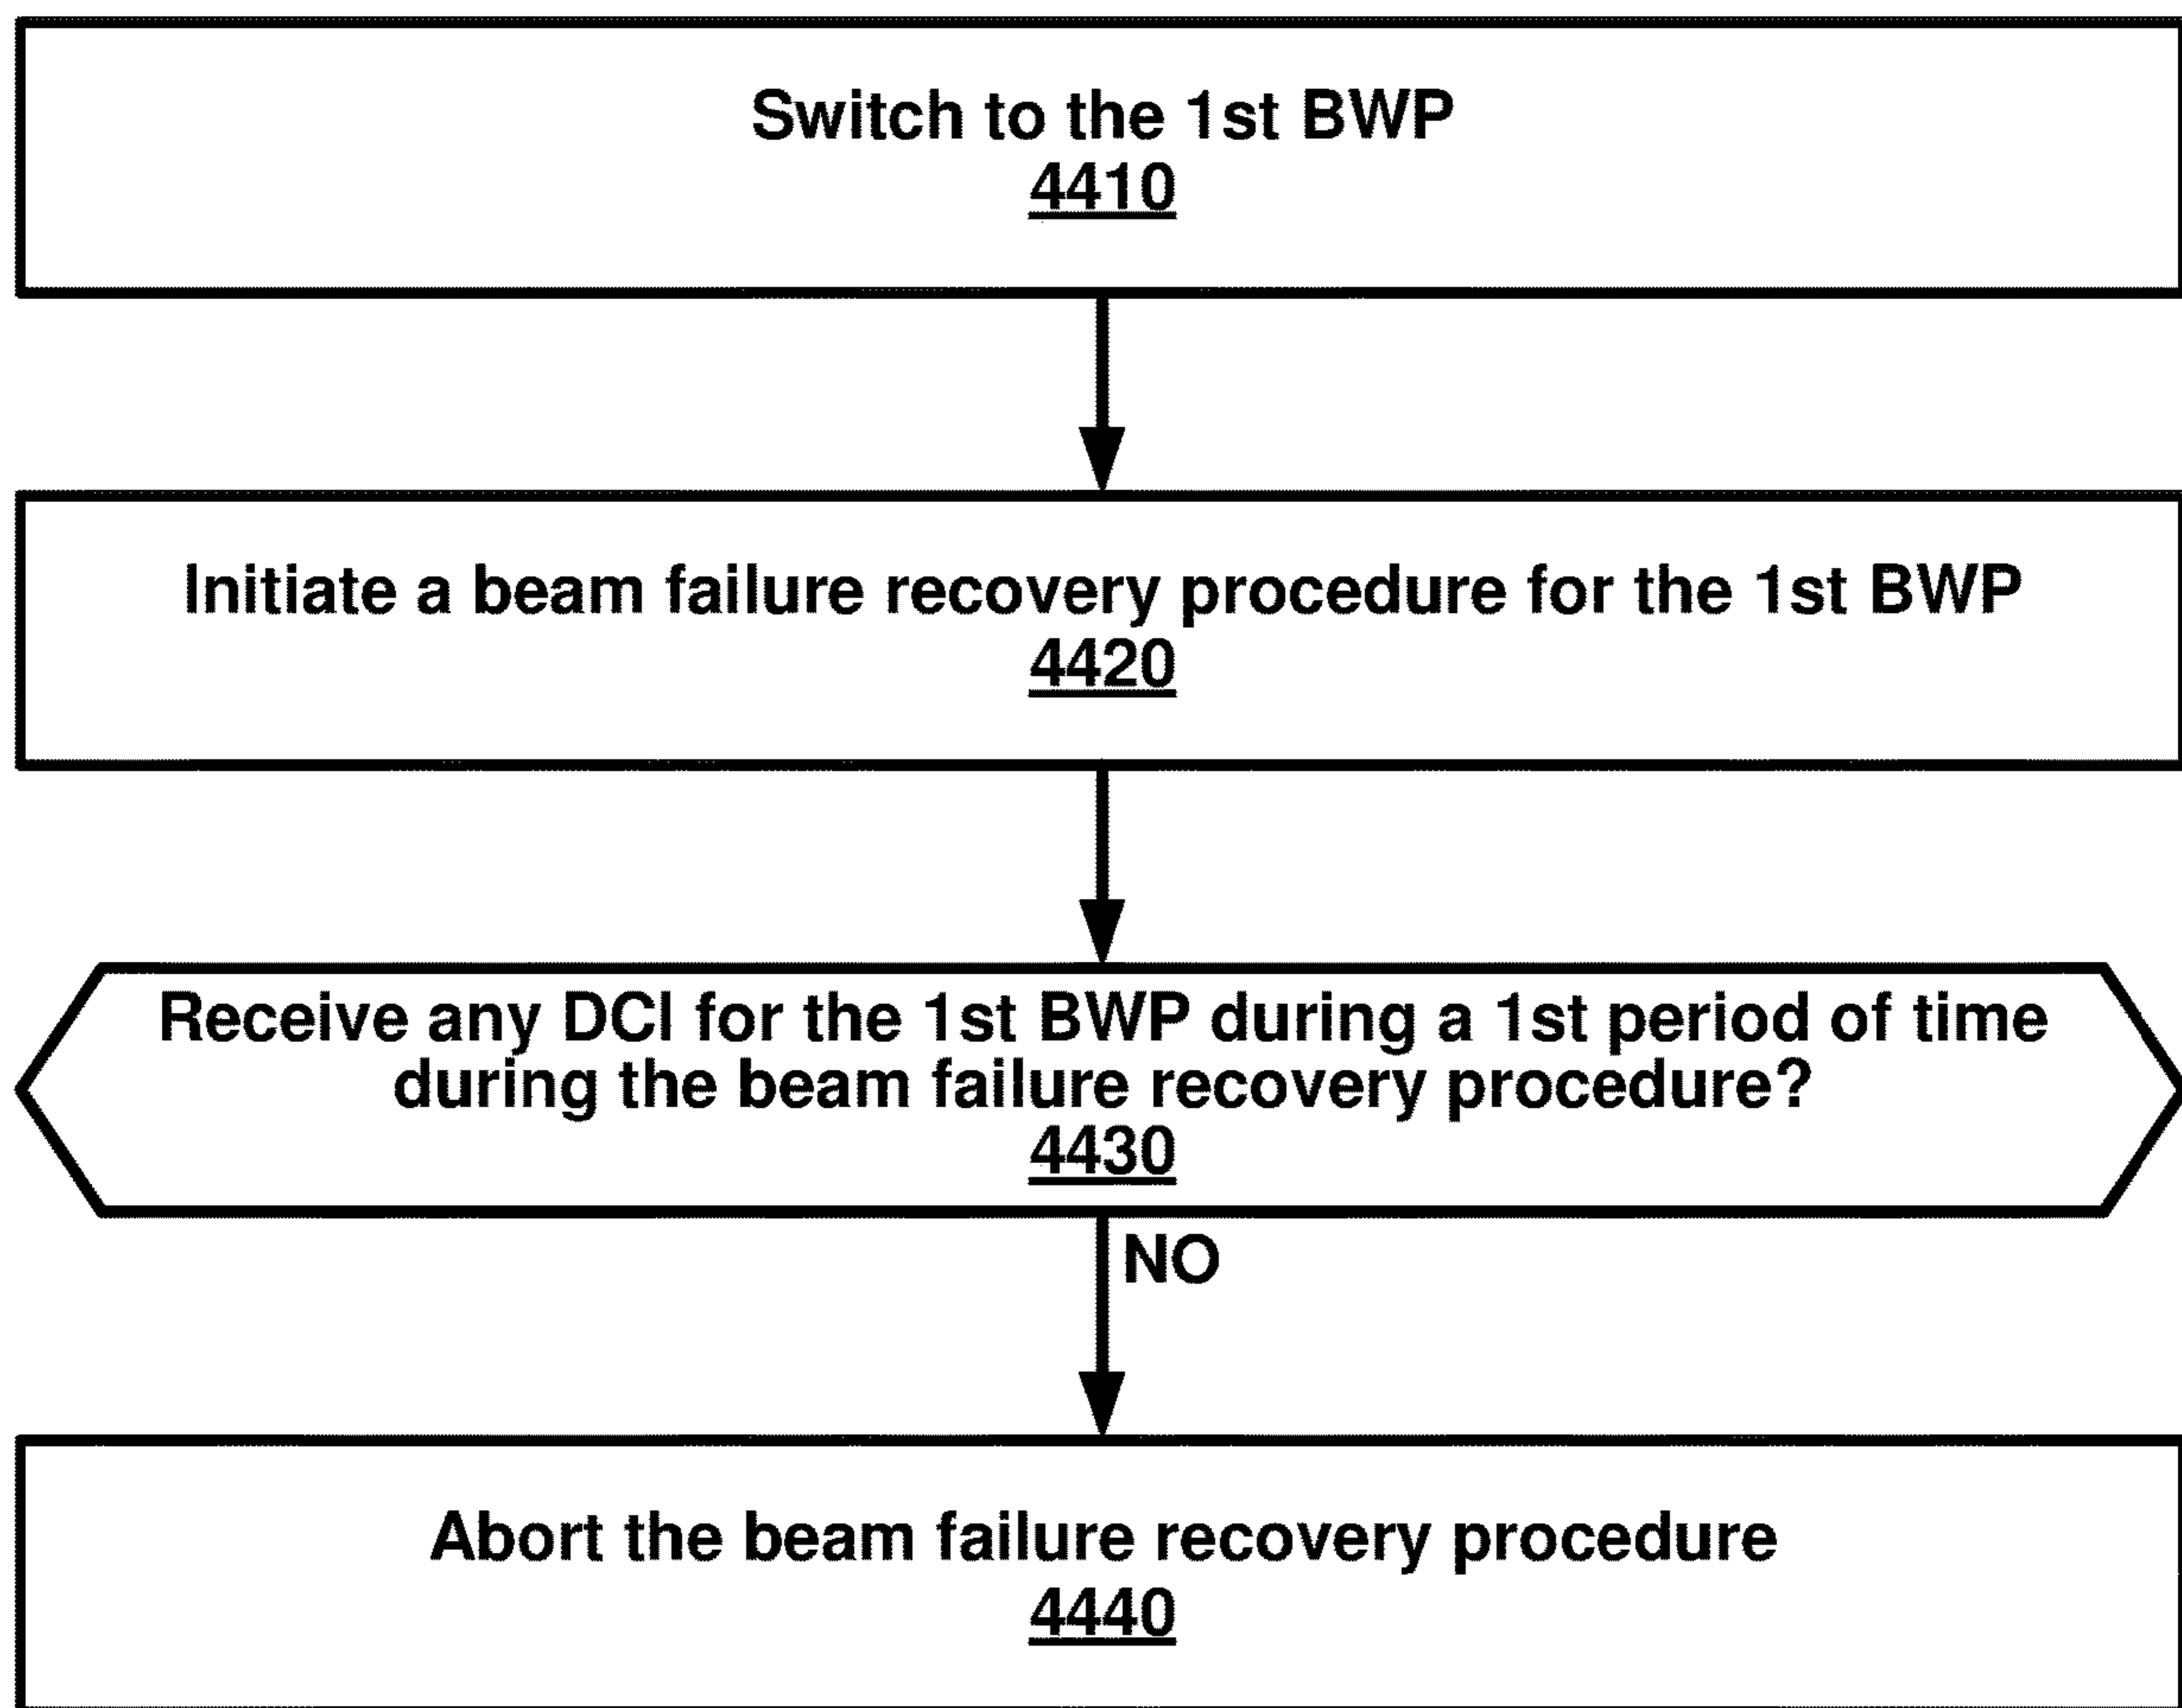 Switch to the 1st BWP
4410
Initiate a beam failure recovery procedure for the 1st BWP
4420
Receive any DCI for the 1st BWP during a 1st period of time
during the beam failure recovery procedure?
4430
NO
Abort the beam failure recovery procedure
4440